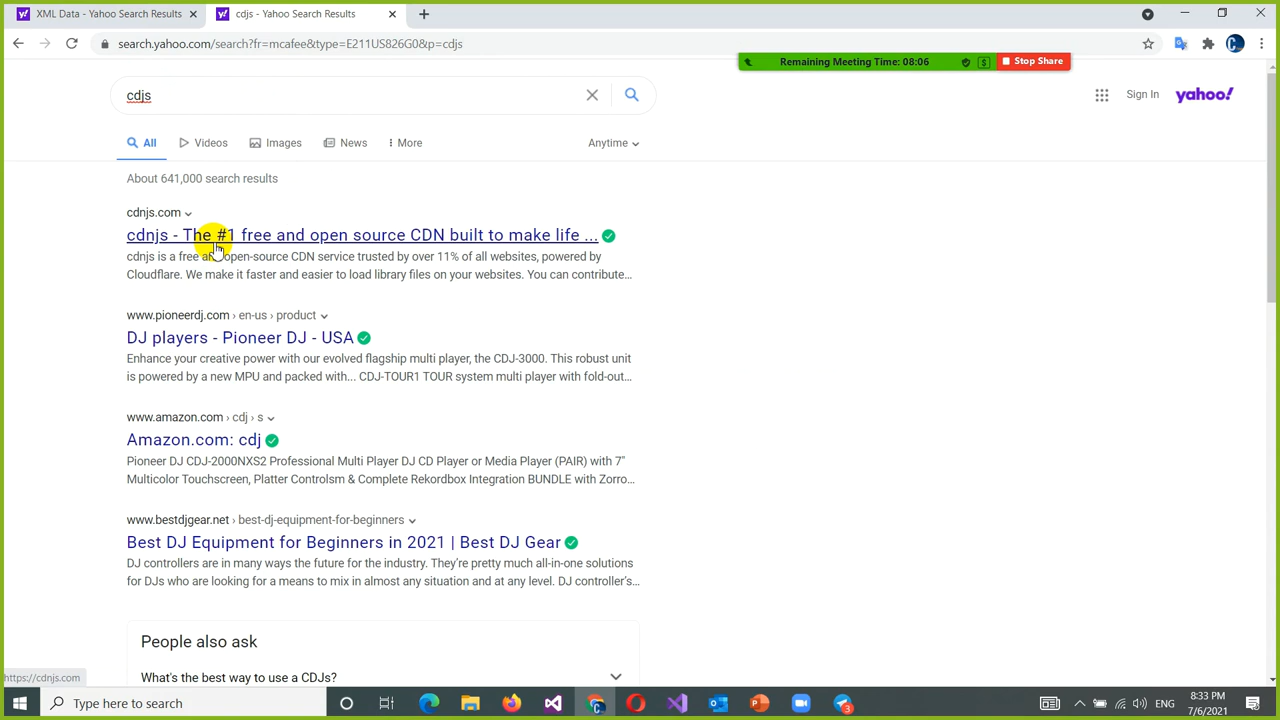 XML Data - Yahoo Search Results
cdjs - Yahoo Search Results
search.yahoo.com/search?fr=mcafee&type=E211US826G0&p=cdjs
Remaining Meeting Time: 08:06
Stop Share
cdjs
Sign In
yahoo!
All
Videos
Images
News
More
Anytime
About 641,000 search results
cdnjs.com
cdnjs - The #1 free and open source CDN built to make life ...
cdnjs is a free and open-source CDN service trusted by over 11% of all websites, powered by
Cloudflare. We make it faster and easier to load library files on your websites. You can contribute...
www.pioneerdj.com › en-us › product
DJ players - Pioneer DJ - USA
Enhance your creative power with our evolved flagship multi player, the CDJ-3000. This robust unit
is powered by a new MPU and packed with... CDJ-TOUR1 TOUR system multi player with fold-out...
www.amazon.com › cdj › s
Amazon.com: cdj
Pioneer DJ CDJ-2000NXS2 Professional Multi Player DJ CD Player or Media Player (PAIR) with 7"
Multicolor Touchscreen, Platter Controlsm & Complete Rekordbox Integration BUNDLE with Zorro...
www.bestdjgear.net › best-dj-equipment-for-beginners
Best DJ Equipment for Beginners in 2021 | Best DJ Gear
DJ controllers are in many ways the future for the industry. They're pretty much all-in-one solutions
for DJs who are looking for a means to mix in almost any situation and at any level. DJ controller's...
People also ask
What's the best way to use a CDJs?
https://cdnjs.com
Type here to search
3
ENG
8:33 PM
7/6/2021